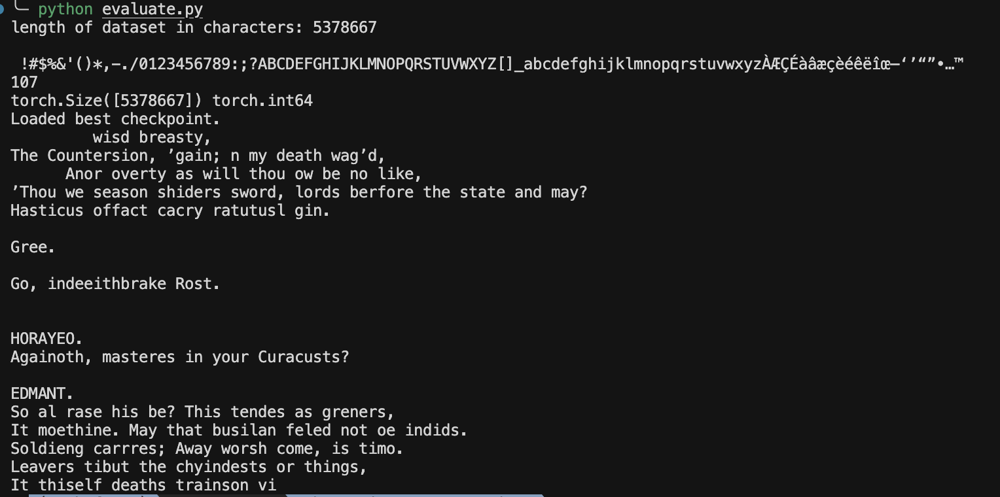 python evaluate.py
length of dataset in characters: 5378667
!#$%&'()*,-./0123456789:;?ABCDEFGHIJKLMNOPQRSTUVWXYZ[]_abcdefghijklmnopqrstuvwxyzÀÆÇÉàâæçèéêëîœ—‘’“”•…™
107
torch.Size([5378667]) torch.int64
Loaded best checkpoint.
wisd breasty,
The Countersion, ’gain; n my death wag’d,
Anor overty as will thou ow be no like,
’Thou we season shiders sword, lords berfore the state and may?
Hasticus offact cacry ratutusl gin.
Gree.
Go, indeeithbrake Rost.
HORAYEO.
Againoth, masteres in your Curacusts?
EDMANT.
So al rase his be? This tendes as greners,
It moethine. May that busilan feled not oe indids.
Soldieng carrres; Away worsh come, is timo.
Leavers tibut the chyindests or things,
It thiself deaths trainson vi